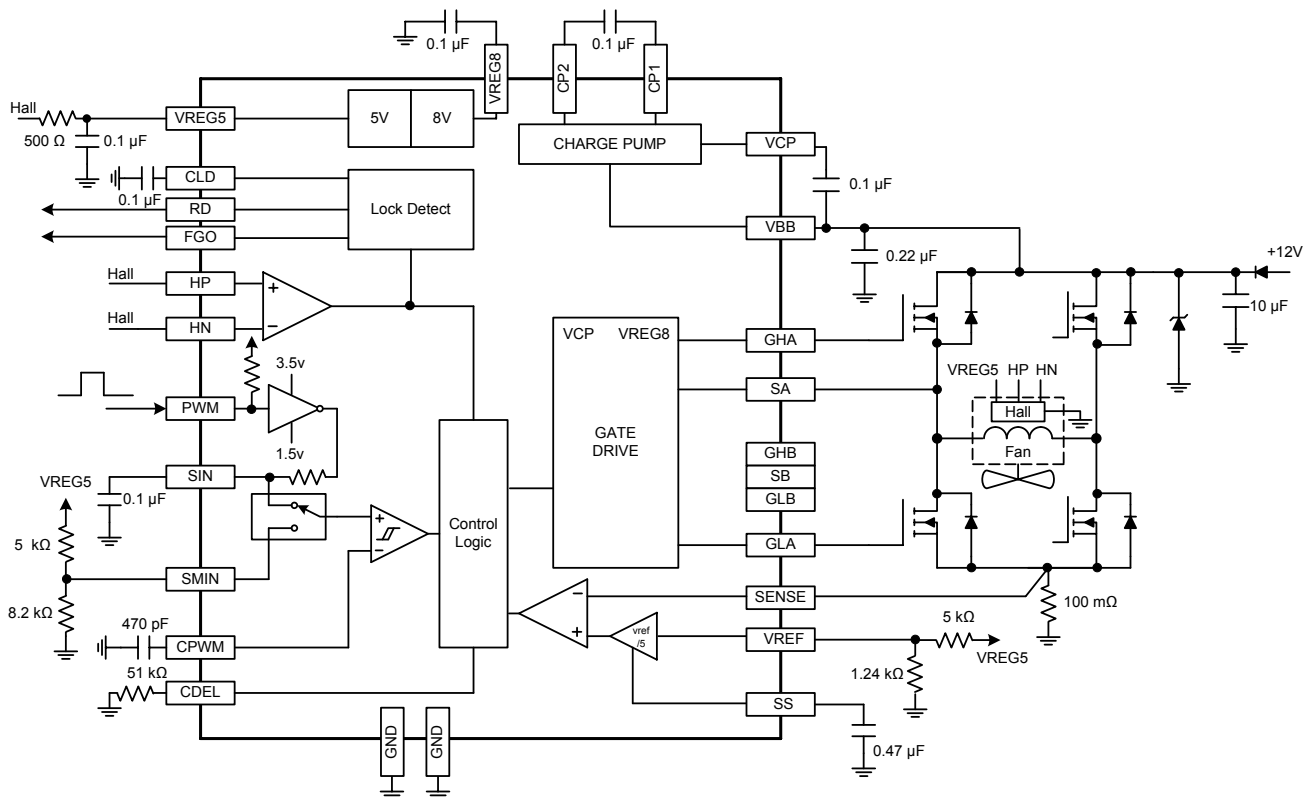 0.1 µF
0.1 µF
VREG8
CP2
CP1
Hall
VREG5
5V
8V
500 Ω
0.1 µF
CHARGE PUMP
VCP
CLD
0.1 µF
0.1 µF
RD
Lock Detect
FGO
VBB
0.22 µF
+12V
Hall
HP
+
10 µF
Hall
HN
−
VCP
VREG8
GHA
3.5v
VREG5 HP HN
SA
PWM
Hall
1.5v
GATE
DRIVE
Fan
GHB
SIN
SB
VREG5
0.1 µF
GLB
+
Control
Logic
5 kΩ
−
GLA
SMIN
SENSE
−
100 mΩ
8.2 kΩ
+
vref
/5
5 kΩ
470 pF
VREF
CPWM
VREG5
51 kΩ
1.24 kΩ
CDEL
SS
GND
GND
0.47 µF